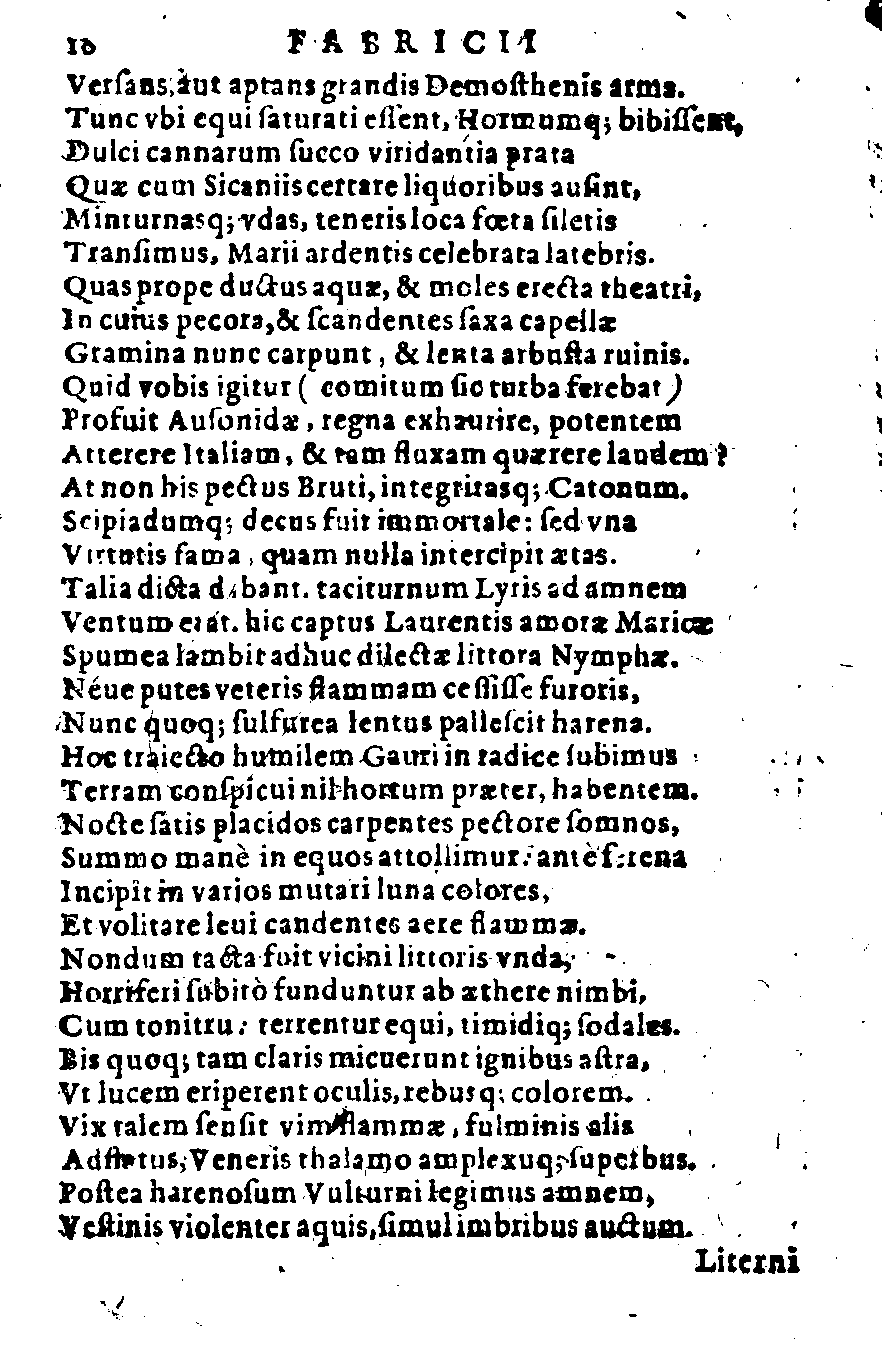 10 FABRICII
Verſans, aut aptans grandis Demoſthenis arma.
Tunc vbi equi ſaturati eſſent, Hormumq; bibiſſent,
Dulci cannarum ſucco viridantia prata
Quæ cum Sicaniis certare liquoribus auſint,
Minturnasq; vdas, teneris loca fœta ſiletis
Tranſimus, Marii ardentis celebrata latebris.
Quas prope ductus aquæ, & moles erecta theatri,
In cuius pecora, & ſcandentes ſaxa capellæ
Gramina nunc carpunt, & lenta arbuſta ruinis.
Quid vobis igitur ( comitum ſic turba ferebat )
Profuit Auſonidæ, regna exhaurire, potentem
Atterere Italiam, & tam fluxam quærere laudem?
At non his pectus Bruti, integritasq; Catonum.
Scipiadumq; decus fuit immortale: ſed vna
Virtutis fama, quam nulla intercipit ætas.
Talia dicta dabant. taciturnum Lyris ad amnem
Ventum erat. hic captus Laurentis amore Maricæ
Spumea lambit adhuc dilectæ littora Nymphæ.
Néue putes veteris flammam ceſſiſſe furoris,
Nunc quoq; ſulfurea lentus palleſcit harena.
Hoc traiecto humilem Gauri in radice ſubimus
Terram conſpicui nil hortum præter, habentem.
Nocte ſatis placidos carpentes pectore ſomnos,
Summo manè in equos attollimur: antè ſerena
Incipit in varios mutari luna colores,
Et volitare leui candentes aere flammæ.
Nondum tacta fuit vicini littoris vnda,
Horriferi ſubitò funduntur ab æthere nimbi,
Cum tonitru: terrentur equi, timidiq; ſodales.
Bis quoq; tam claris micuerunt ignibus aſtra,
Vt lucem eriperent oculis, rebusq; colorem.
Vix talem ſenſit vim flammæ, fulminis alis
Adflatus, Veneris thalamo amplexuq; ſuperbus.
Poſtea harenoſum Vulturni legimus amnem,
Veſtinis violenter aquis, ſimul imbribus auctum.
Literni